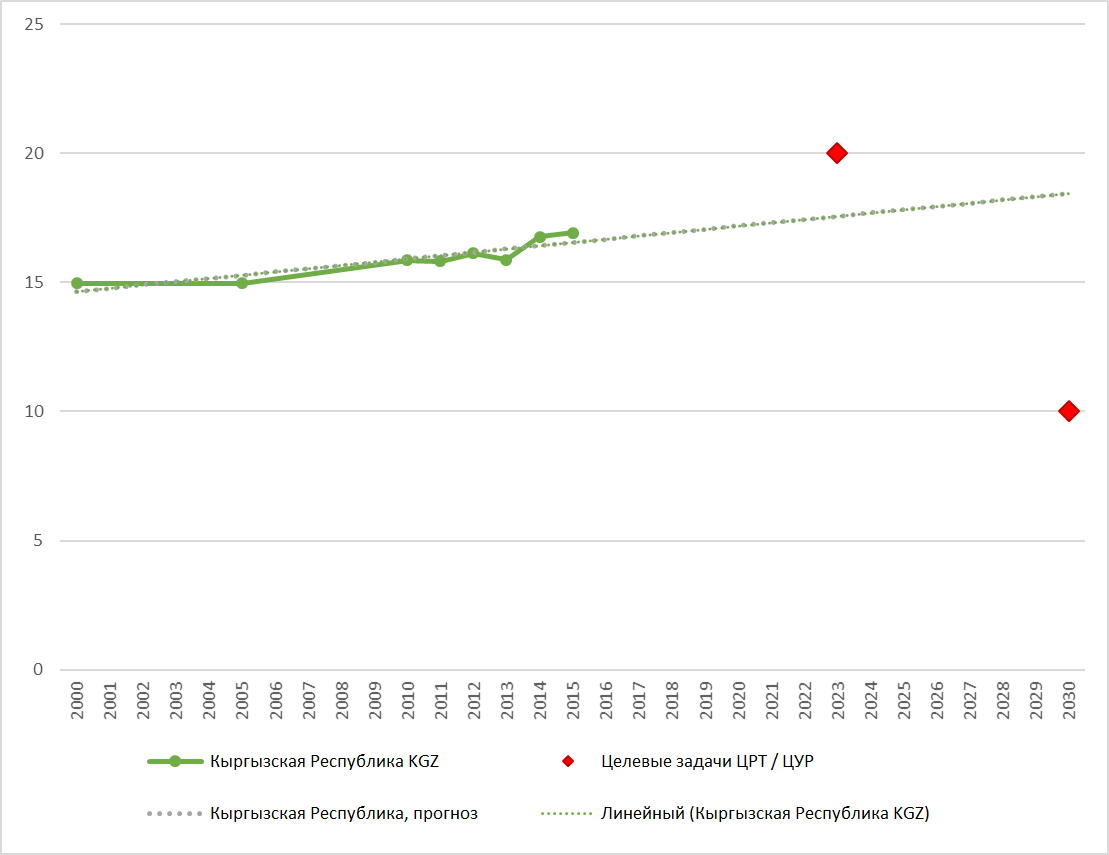 25
20
15
10
5
0
2000 2001 2002 2003 2004 2005 2006 2007 2008 2009 2010 2011 2012 2013 2014 2015 2016 2017 2018 2019 2020 2021 2022 2023 2024 2025 2026 2027 2028 2029 2030
Кыргызская Республика KGZ Целевые задачи ЦРТ / ЦУР
Кыргызская Республика, прогноз Линейный (Кыргызская Республика KGZ)